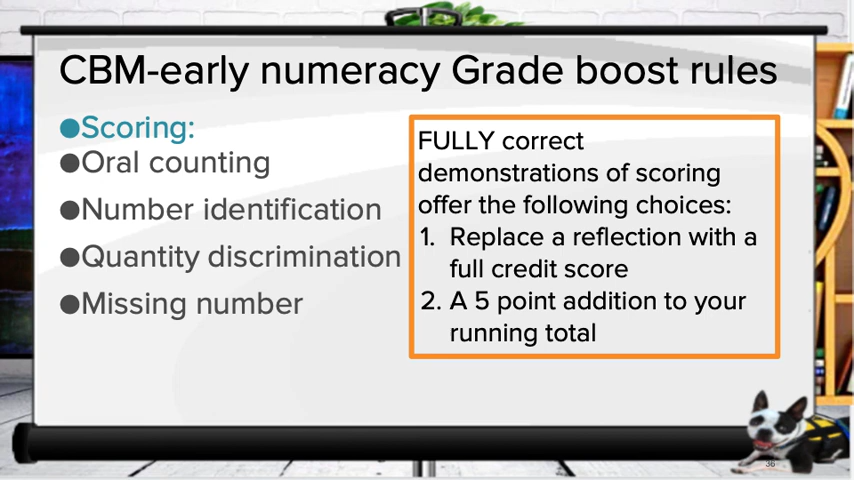 CBM-early numeracy Grade boost rules
●Scoring:
●Oral counting
●Number identification
●Quantity discrimination
●Missing number
FULLY correct
demonstrations of scoring
offer the following choices:
1. Replace a reflection with a
full credit score
2. A 5 point addition to your
running total
36